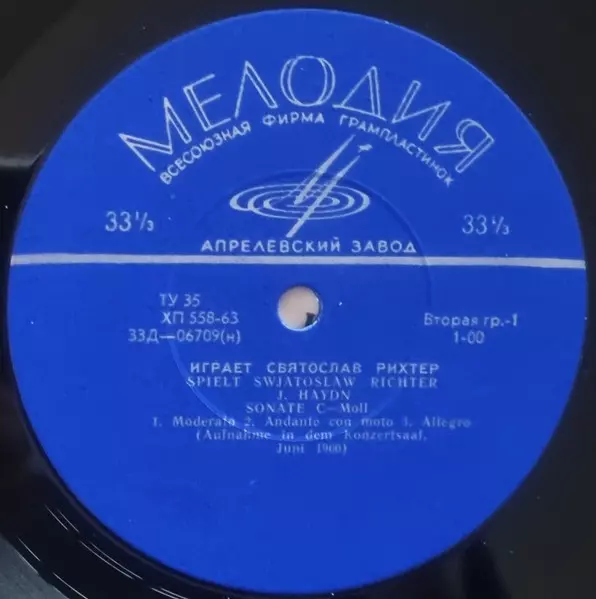 МЕЛОДИЯ
ВСЕСОЮЗНАЯ ФИРМА ГРАМПЛАСТИНОК
33⅓ 33⅓
АПРЕЛЕВСКИЙ ЗАВОД
ТУ 35
ХП 558-63 Вторая гр.-1
33Д—06709(н) 1-00
ИГРАЕТ СВЯТОСЛАВ РИХТЕР
SPIELT SWJATOSLAW RICHTER
J. HAYDN
SONATE C—Moll
1. Moderato 2. Andante con moto 3. Allegro
(Aufnahme in dem Konzertsaal,
Juni 1960)